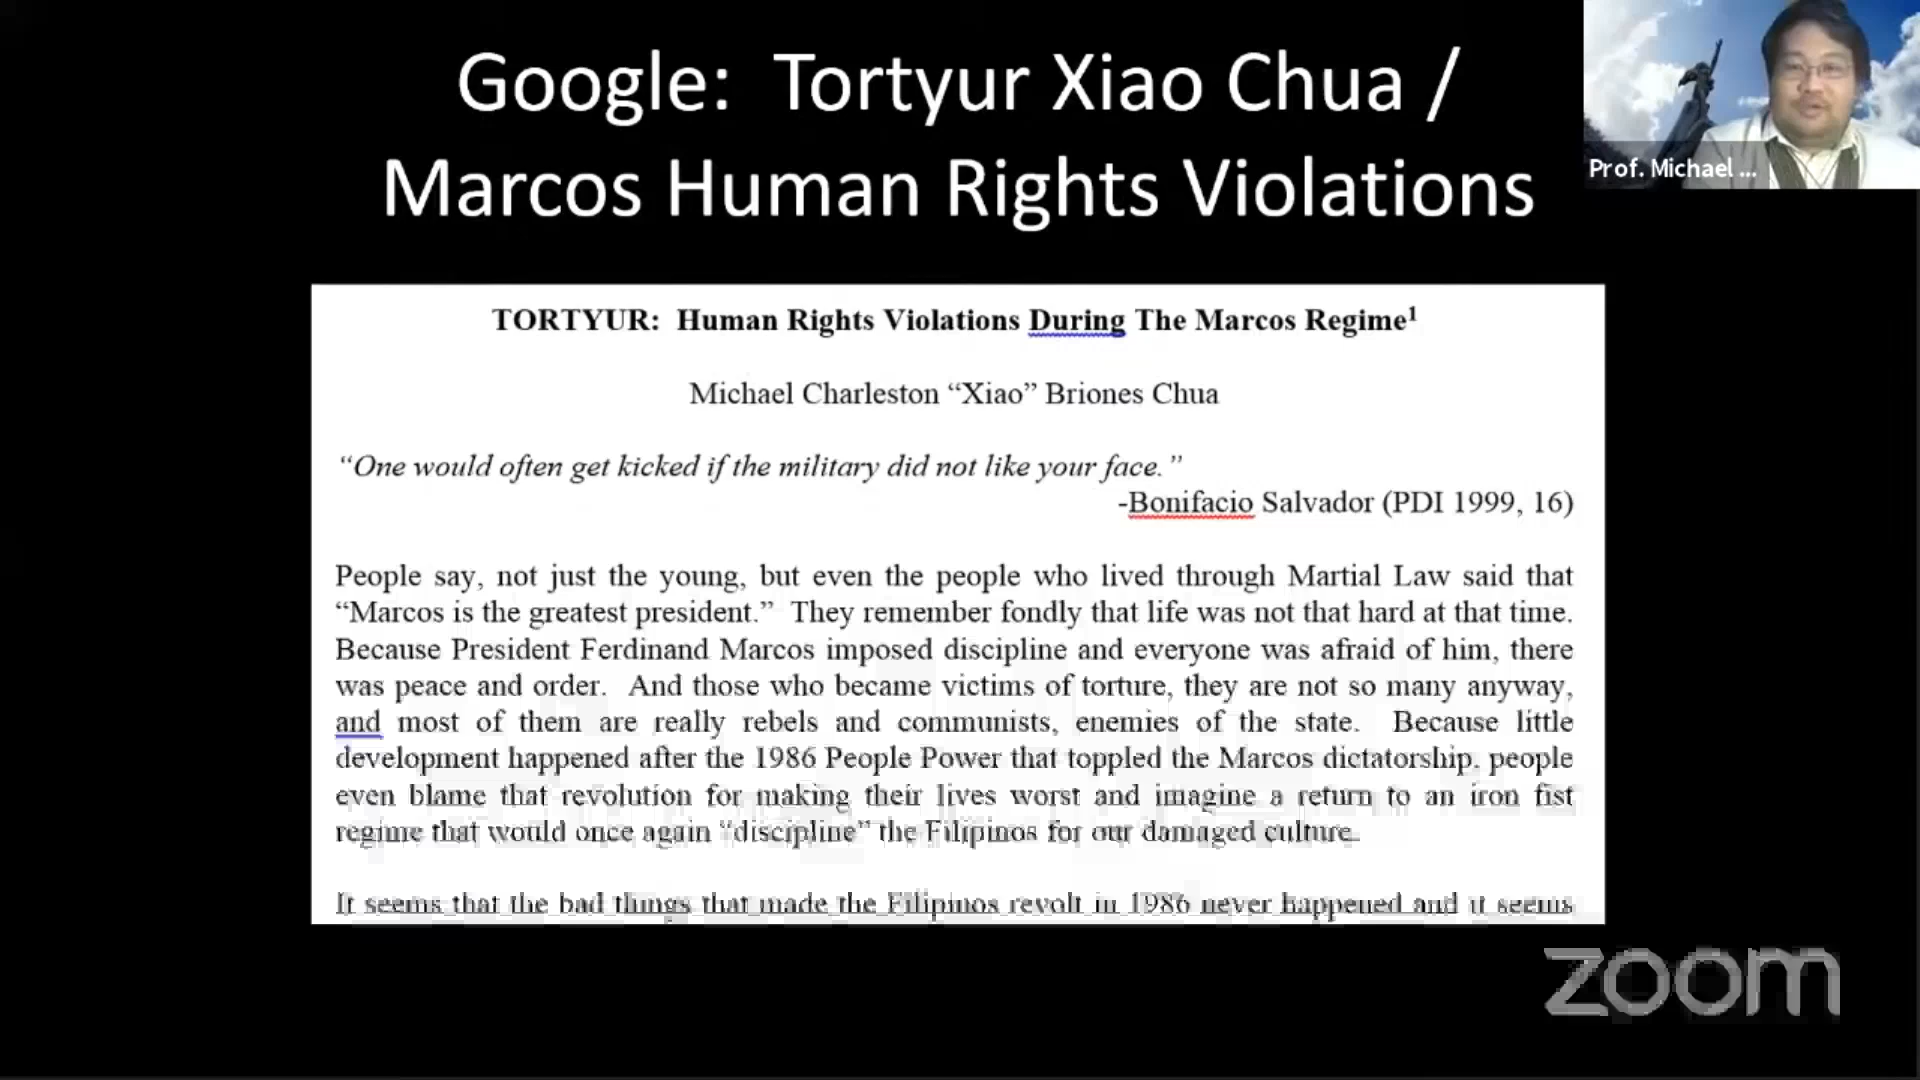 Google:  Tortyur Xiao Chua /
Marcos Human Rights Violations
Prof. Michael ...
TORTYUR:  Human Rights Violations During The Marcos Regime¹
Michael Charleston “Xiao” Briones Chua
“One would often get kicked if the military did not like your face.”
-Bonifacio Salvador (PDI 1999, 16)
People say, not just the young, but even the people who lived through Martial Law said that
“Marcos is the greatest president.”  They remember fondly that life was not that hard at that time.
Because President Ferdinand Marcos imposed discipline and everyone was afraid of him, there
was peace and order.  And those who became victims of torture, they are not so many anyway,
and most of them are really rebels and communists, enemies of the state.  Because little
development happened after the 1986 People Power that toppled the Marcos dictatorship, people
even blame that revolution for making their lives worst and imagine a return to an iron fist
regime that would once again “discipline” the Filipinos for our damaged culture.
It seems that the bad things that made the Filipinos revolt in 1986 never happened and it seems
zoom